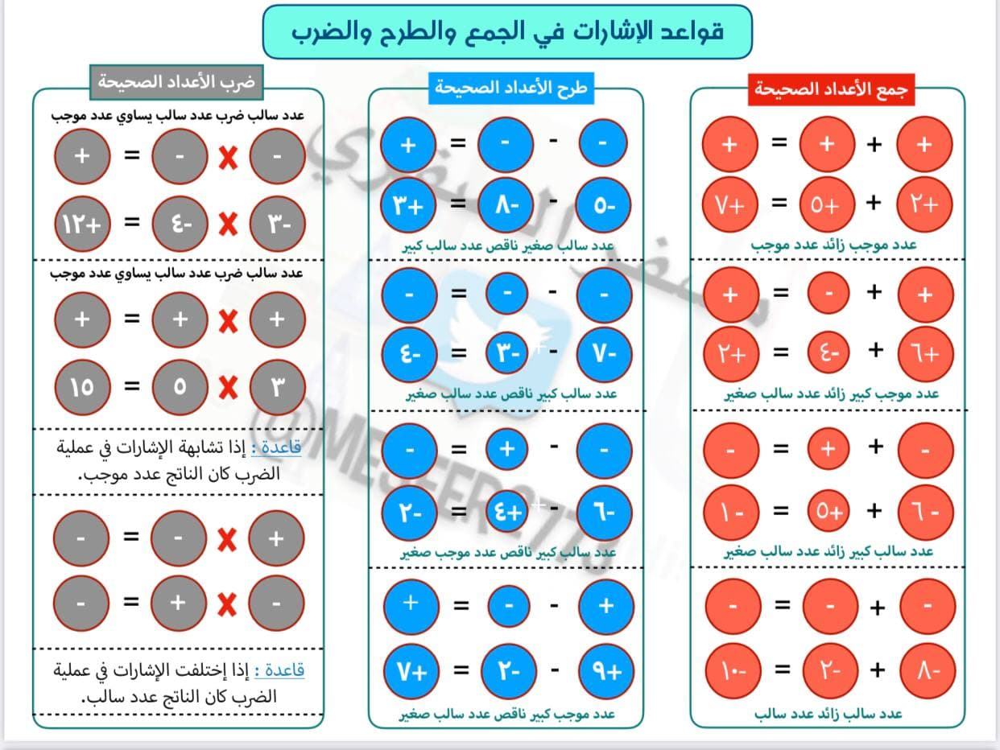 قواعد الإشارات في الجمع والطرح والضرب
جمع الأعداد الصحيحة
+ + + = +
+٢ + +٥ = +٧
عدد موجب زائد عدد موجب
+ + - = +
+٦ + -٤ = +٢
عدد موجب كبير زائد عدد سالب صغير
- + + = -
- ٦ + +٥ = - ١
عدد سالب كبير زائد عدد سالب صغير
- + - = -
-٨ + -٢ = -١٠
عدد سالب زائد عدد سالب
طرح الأعداد الصحيحة
- - - = +
-٥ - -٨ = +٣
عدد سالب صغير ناقص عدد سالب كبير
- - - = -
-٧ - -٣ = -٤
عدد سالب كبير ناقص عدد سالب صغير
- - + = -
-٦ - +٤ = -٢
عدد سالب كبير ناقص عدد موجب صغير
+ - - = +
+٩ - -٢ = +٧
عدد موجب كبير ناقص عدد سالب صغير
ضرب الأعداد الصحيحة
عدد سالب ضرب عدد سالب يساوي عدد موجب
- × - = +
-٣ × -٤ = +١٢
عدد سالب ضرب عدد سالب يساوي عدد موجب
+ × + = +
٣ × ٥ = ١٥
قاعدة : إذا تشابهة الإشارات في عملية
الضرب كان الناتج عدد موجب.
+ × - = -
- × + = -
قاعدة : إذا إختلفت الإشارات في عملية
الضرب كان الناتج عدد سالب.